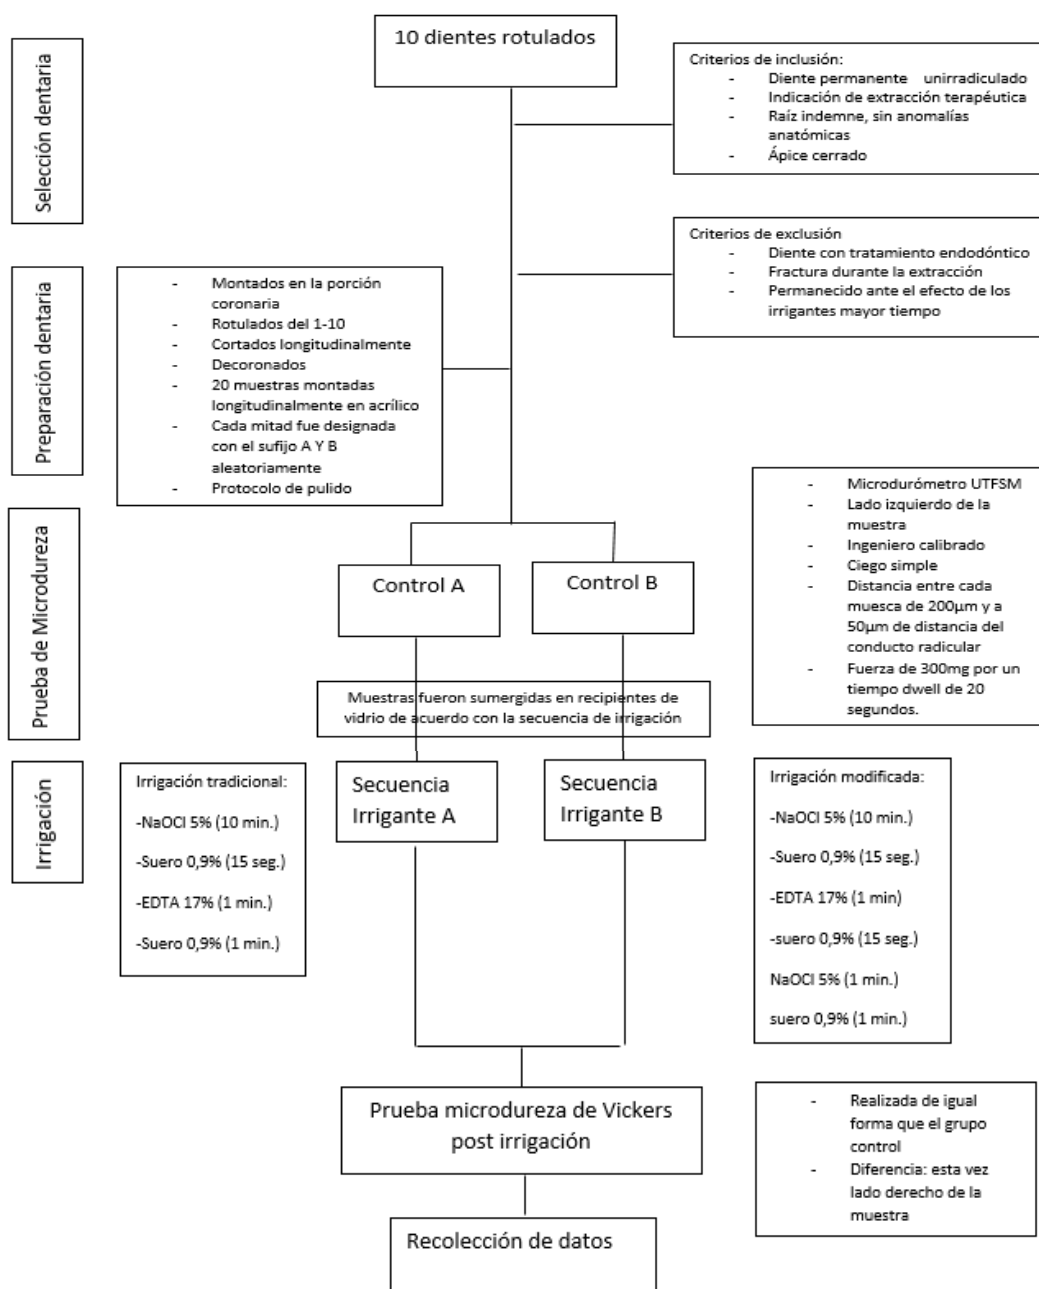 10 dientes rotulados
Selección dentaria
Criterios de inclusión:
- Diente permanente unirradiculado
- Indicación de extracción terapéutica
- Raíz indemne, sin anomalías
anatómicas
- Ápice cerrado
Criterios de exclusión
- Diente con tratamiento endodóntico
- Fractura durante la extracción
- Permanecido ante el efecto de los
irrigantes mayor tiempo
Preparación dentaria
- Montados en la porción
coronaria
- Rotulados del 1-10
- Cortados longitudinalmente
- Decoronados
- 20 muestras montadas
longitudinalmente en acrílico
- Cada mitad fue designada
con el sufijo A Y B
aleatoriamente
- Protocolo de pulido
Prueba de Microdureza
Control A
Control B
- Microdurómetro UTFSM
- Lado izquierdo de la
muestra
- Ingeniero calibrado
- Ciego simple
- Distancia entre cada
muesca de 200µm y a
50µm de distancia del
conducto radicular
- Fuerza de 300mg por un
tiempo dwell de 20
segundos.
Muestras fueron sumergidas en recipientes de
vidrio de acuerdo con la secuencia de irrigación
Irrigación
Irrigación tradicional:
-NaOCl 5% (10 min.)
-Suero 0,9% (15 seg.)
-EDTA 17% (1 min.)
-Suero 0,9% (1 min.)
Secuencia
Irrigante A
Secuencia
Irrigante B
Irrigación modificada:
-NaOCl 5% (10 min.)
-Suero 0,9% (15 seg.)
-EDTA 17% (1 min)
-suero 0,9% (15 seg.)
NaOCl 5% (1 min.)
suero 0,9% (1 min.)
Prueba microdureza de Vickers
post irrigación
- Realizada de igual
forma que el grupo
control
- Diferencia: esta vez
lado derecho de la
muestra
Recolección de datos